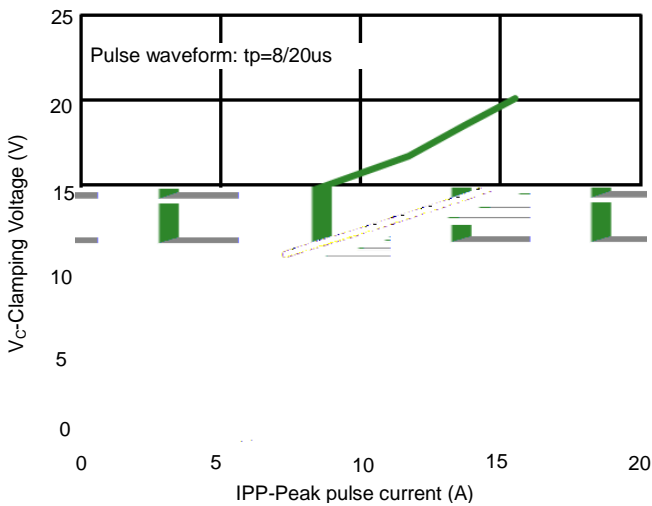 25
Pulse waveform: tp=8/20us
20
15
10
5
0
VC-Clamping Voltage (V)
0 5 10 15 20
IPP-Peak pulse current (A)